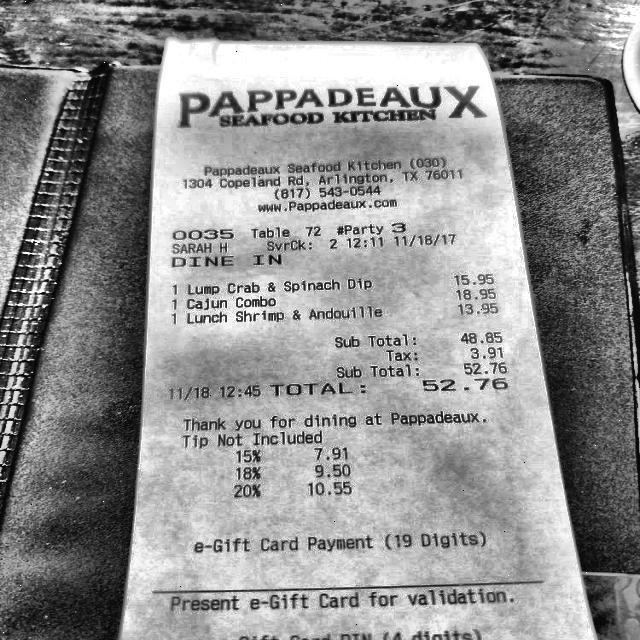 PAPPADEAUX
SEAFOOD KITCHEN
Pappadeaux Seafood Kitchen (030)
1304 Copeland Rd, Arlington, TX 76011
(817) 543-0544
www.Pappadeaux.com
0035 Table 72 #Party 3
SARAH H SvrCk: 2 12:11 11/18/17
DINE IN
1 Lump Crab & Spinach Dip 15.95
1 Cajun Combo 18.95
1 Lunch Shrimp & Andouille 13.95
Sub Total: 48.85
Tax: 3.91
Sub Total: 52.76
11/18 12:45 TOTAL: 52.76
Thank you for dining at Pappadeaux.
Tip Not Included
15% 7.91
18% 9.50
20% 10.55
e-Gift Card Payment (19 Digits)
Present e-Gift Card for validation.
Gift Card PIN (4 digits)